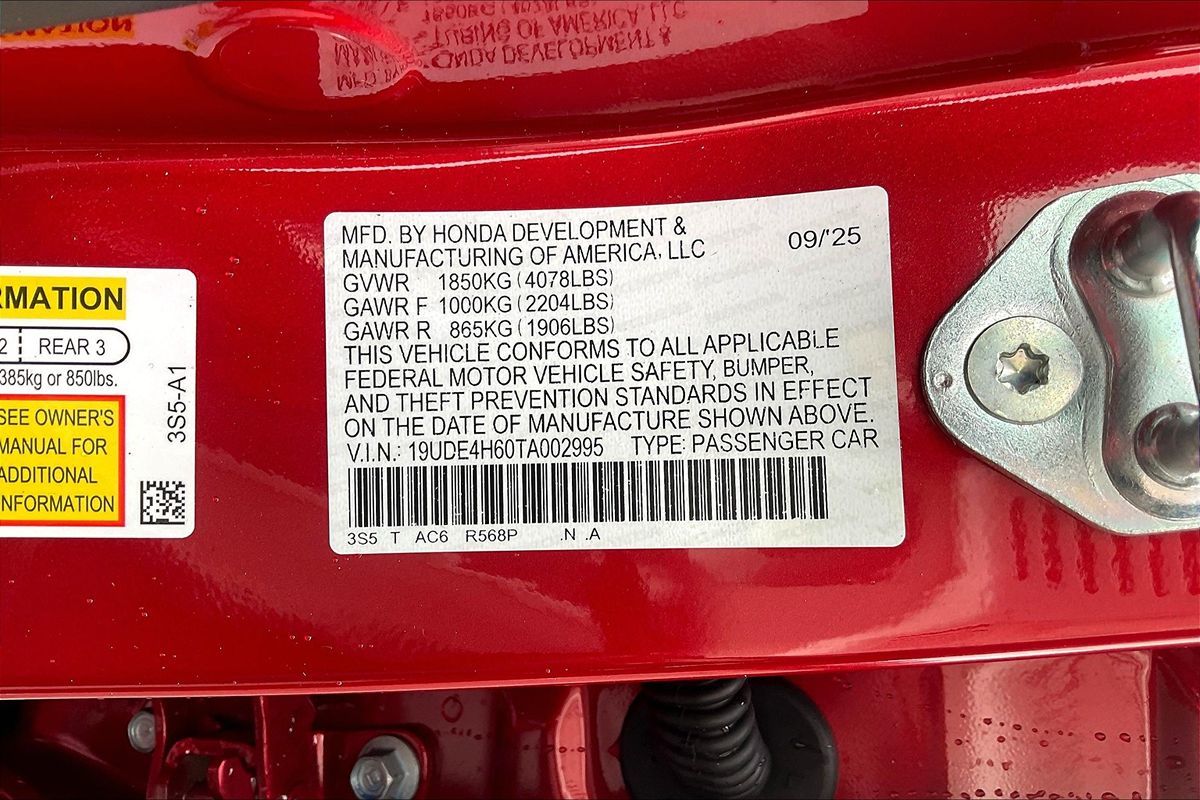 RMATION
2 REAR 3
385kg or 850lbs.
SEE OWNER'S
MANUAL FOR
ADDITIONAL
INFORMATION
3S5-A1
MFD. BY HONDA DEVELOPMENT &
MANUFACTURING OF AMERICA, LLC 09/'25
GVWR 1850KG (4078LBS)
GAWR F 1000KG (2204LBS)
GAWR R 865KG (1906LBS)
THIS VEHICLE CONFORMS TO ALL APPLICABLE
FEDERAL MOTOR VEHICLE SAFETY, BUMPER,
AND THEFT PREVENTION STANDARDS IN EFFECT
ON THE DATE OF MANUFACTURE SHOWN ABOVE.
V.I.N.: 19UDE4H60TA002995 TYPE: PASSENGER CAR
3S5 T AC6 R568P .N .A